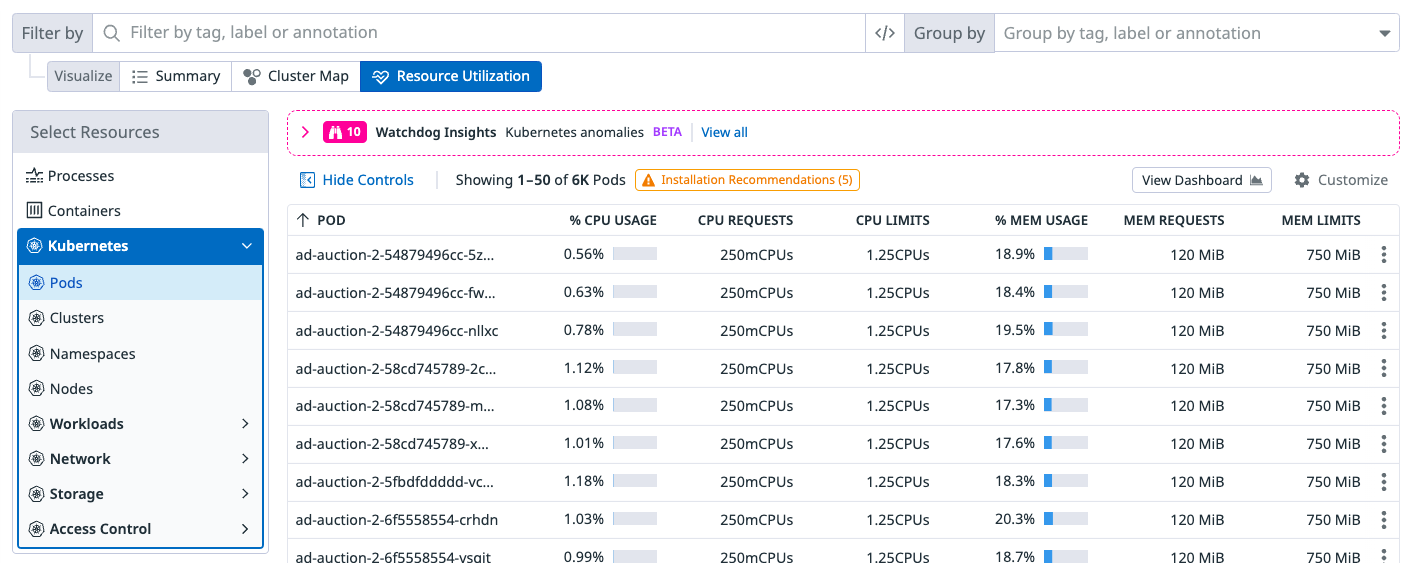 Filter by Filter by tag, label or annotation </> Group by Group by tag, label or annotation
Visualize Summary Cluster Map Resource Utilization
Select Resources
Processes
Containers
Kubernetes
Pods
Clusters
Namespaces
Nodes
Workloads
Network
Storage
Access Control
10 Watchdog Insights Kubernetes anomalies BETA View all
Hide Controls Showing 1–50 of 6K Pods Installation Recommendations (5) View Dashboard Customize
POD % CPU USAGE CPU REQUESTS CPU LIMITS % MEM USAGE MEM REQUESTS MEM LIMITS
ad-auction-2-54879496cc-5z... 0.56% 250mCPUs 1.25CPUs 18.9% 120 MiB 750 MiB
ad-auction-2-54879496cc-fw... 0.63% 250mCPUs 1.25CPUs 18.4% 120 MiB 750 MiB
ad-auction-2-54879496cc-nllxc 0.78% 250mCPUs 1.25CPUs 19.5% 120 MiB 750 MiB
ad-auction-2-58cd745789-2c... 1.12% 250mCPUs 1.25CPUs 17.8% 120 MiB 750 MiB
ad-auction-2-58cd745789-m... 1.08% 250mCPUs 1.25CPUs 17.3% 120 MiB 750 MiB
ad-auction-2-58cd745789-x... 1.01% 250mCPUs 1.25CPUs 17.6% 120 MiB 750 MiB
ad-auction-2-5fbdfddddd-vc... 1.18% 250mCPUs 1.25CPUs 18.3% 120 MiB 750 MiB
ad-auction-2-6f5558554-crhdn 1.03% 250mCPUs 1.25CPUs 20.3% 120 MiB 750 MiB
ad-auction-2-6f5558554-vsgit 0.99% 250mCPUs 1.25CPUs 18.7% 120 MiB 750 MiB